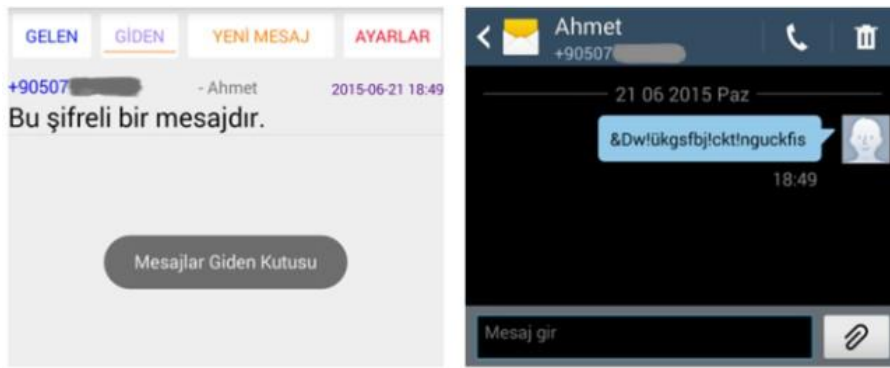 GELEN GİDEN YENİ MESAJ AYARLAR
+90507 - Ahmet 2015-06-21 18:49
Bu şifreli bir mesajdır.
Mesajlar Giden Kutusu
Ahmet
+90507
21 06 2015 Paz
&Dw!ükgsfbj!ckt!nguckfıs
18:49
Mesaj gir